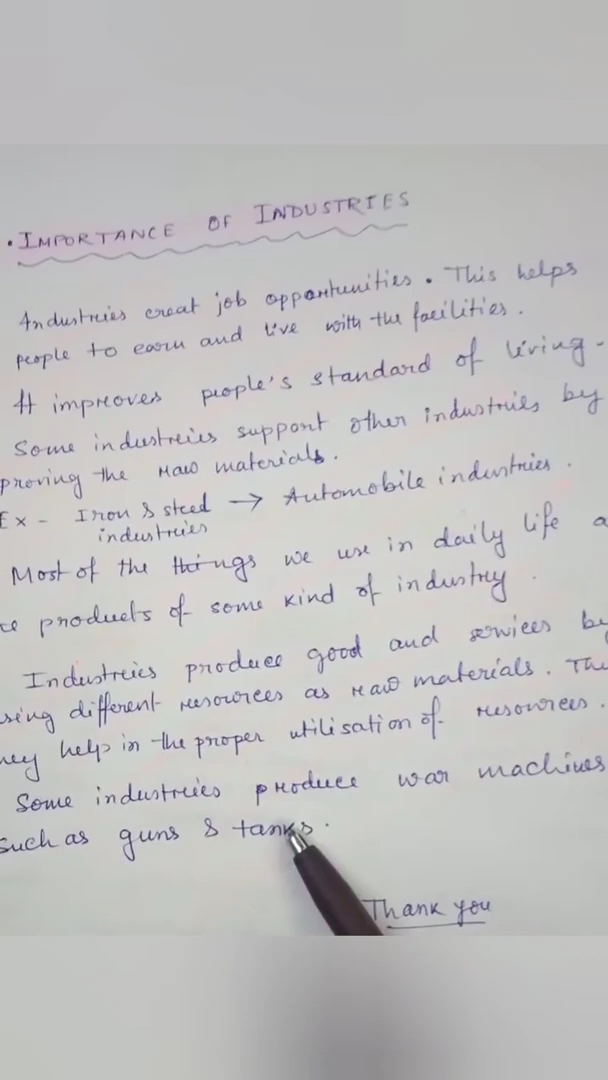 • IMPORTANCE OF INDUSTRIES
Industries creat job opportunities. This helps
people to earn and live with the facilities.
It improves people's standard of living.
Some industries support other industries by
proving the raw materials.
Ex - Iron & steel → Automobile industries.
industries
Most of the things we use in daily life a
ce products of some kind of industry.
Industries produce good and services by
sing different resources as raw materials. Thu
hey help in the proper utilisation of resources.
Some industries produce war machines
Such as guns & tanks.
Thank you